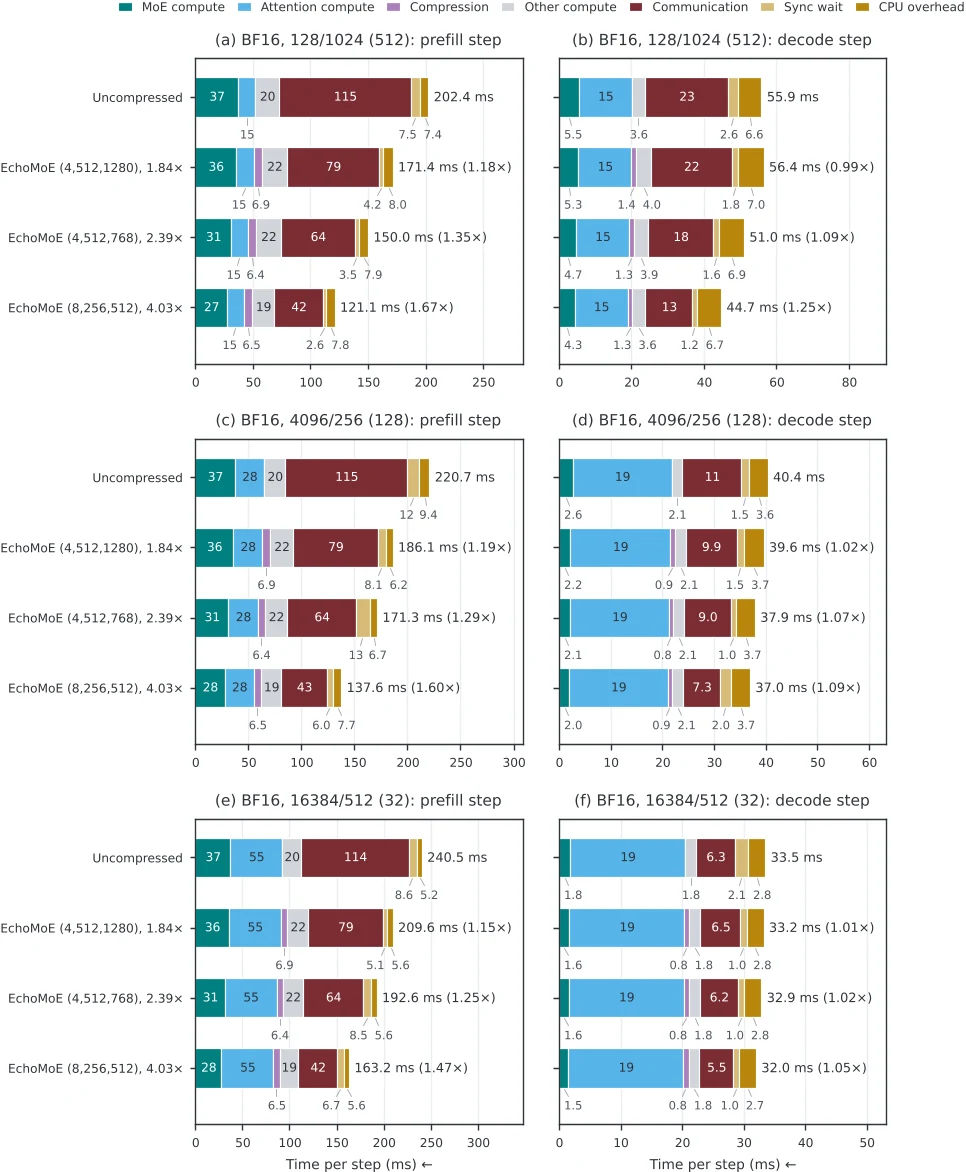 MoE compute Attention compute Compression Other compute Communication Sync wait CPU overhead
(a) BF16, 128/1024 (512): prefill step
Uncompressed 37 20 115 202.4 ms
15 7.5 7.4
EchoMoE (4,512,1280), 1.84× 36 22 79 171.4 ms (1.18×)
15 6.9 4.2 8.0
EchoMoE (4,512,768), 2.39× 31 22 64 150.0 ms (1.35×)
15 6.4 3.5 7.9
EchoMoE (8,256,512), 4.03× 27 19 42 121.1 ms (1.67×)
15 6.5 2.6 7.8
0 50 100 150 200 250
(b) BF16, 128/1024 (512): decode step
15 23 55.9 ms
5.5 3.6 2.6 6.6
15 22 56.4 ms (0.99×)
5.3 1.4 4.0 1.8 7.0
15 18 51.0 ms (1.09×)
4.7 1.3 3.9 1.6 6.9
15 13 44.7 ms (1.25×)
4.3 1.3 3.6 1.2 6.7
0 20 40 60 80
(c) BF16, 4096/256 (128): prefill step
Uncompressed 37 28 20 115 220.7 ms
12 9.4
EchoMoE (4,512,1280), 1.84× 36 28 22 79 186.1 ms (1.19×)
6.9 8.1 6.2
EchoMoE (4,512,768), 2.39× 31 28 22 64 171.3 ms (1.29×)
6.4 13 6.7
EchoMoE (8,256,512), 4.03× 28 28 19 43 137.6 ms (1.60×)
6.5 6.0 7.7
0 50 100 150 200 250 300
(d) BF16, 4096/256 (128): decode step
19 11 40.4 ms
2.6 2.1 1.5 3.6
19 9.9 39.6 ms (1.02×)
2.2 0.9 2.1 1.5 3.7
19 9.0 37.9 ms (1.07×)
2.1 0.8 2.1 1.0 3.7
19 7.3 37.0 ms (1.09×)
2.0 0.9 2.1 2.0 3.7
0 10 20 30 40 50 60
(e) BF16, 16384/512 (32): prefill step
Uncompressed 37 55 20 114 240.5 ms
8.6 5.2
EchoMoE (4,512,1280), 1.84× 36 55 22 79 209.6 ms (1.15×)
6.9 5.1 5.6
EchoMoE (4,512,768), 2.39× 31 55 22 64 192.6 ms (1.25×)
6.4 8.5 5.6
EchoMoE (8,256,512), 4.03× 28 55 19 42 163.2 ms (1.47×)
6.5 6.7 5.6
0 50 100 150 200 250 300
Time per step (ms) ←
(f) BF16, 16384/512 (32): decode step
19 6.3 33.5 ms
1.8 1.8 2.1 2.8
19 6.5 33.2 ms (1.01×)
1.6 0.8 1.8 1.0 2.8
19 6.2 32.9 ms (1.02×)
1.6 0.8 1.8 1.0 2.8
19 5.5 32.0 ms (1.05×)
1.5 0.8 1.8 1.0 2.7
0 10 20 30 40 50
Time per step (ms) ←